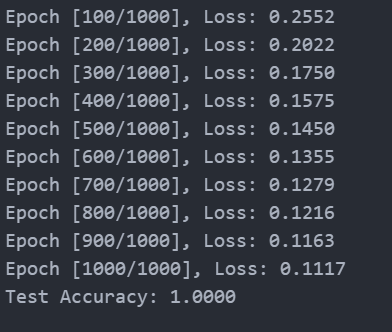 Epoch [100/1000], Loss: 0.2552
Epoch [200/1000], Loss: 0.2022
Epoch [300/1000], Loss: 0.1750
Epoch [400/1000], Loss: 0.1575
Epoch [500/1000], Loss: 0.1450
Epoch [600/1000], Loss: 0.1355
Epoch [700/1000], Loss: 0.1279
Epoch [800/1000], Loss: 0.1216
Epoch [900/1000], Loss: 0.1163
Epoch [1000/1000], Loss: 0.1117
Test Accuracy: 1.0000